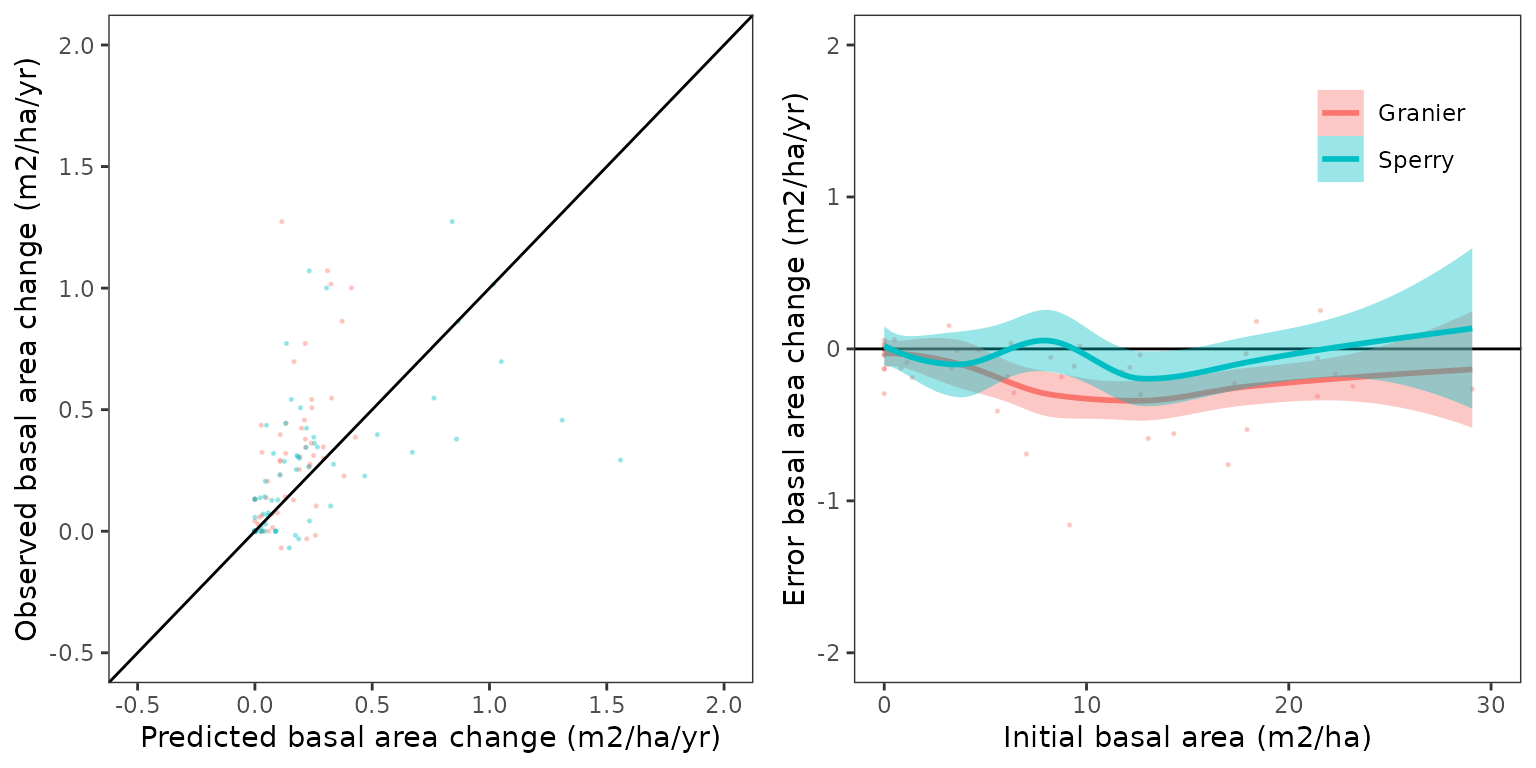 Observed basal area change (m2/ha/yr)
2.0
1.5
1.0
0.5
0.0
-0.5
-0.5 0.0 0.5 1.0 1.5 2.0
Predicted basal area change (m2/ha/yr)
Error basal area change (m2/ha/yr)
2
1
0
-1
-2
0 10 20 30
Initial basal area (m2/ha)
Granier
Sperry